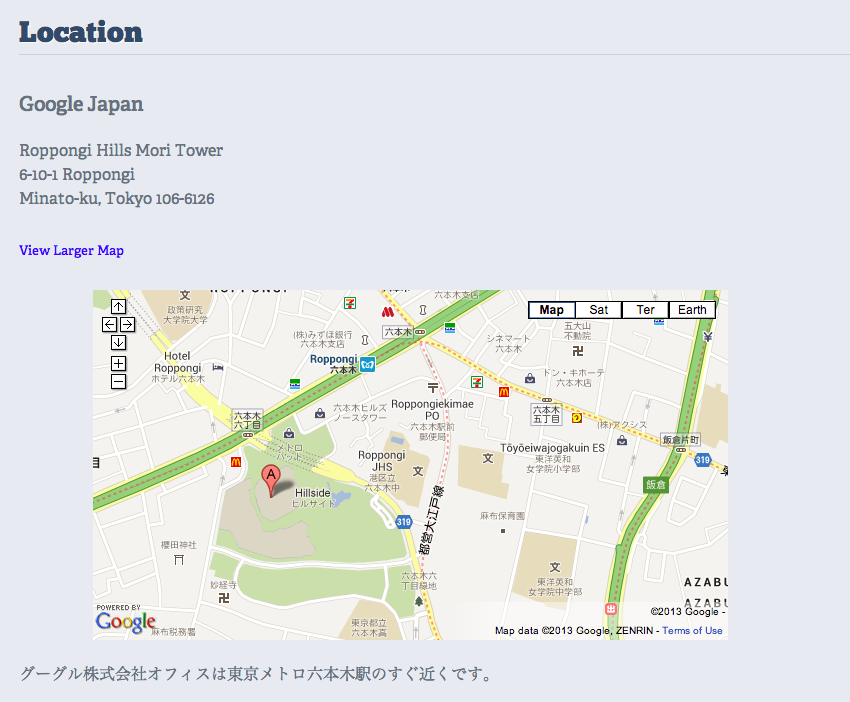 Location
Google Japan
Roppongi Hills Mori Tower
6-10-1 Roppongi
Minato-ku, Tokyo 106-6126
View Larger Map
Map
Sat
Ter
Earth
政策研究
大学院大学
六本木支店
(株)みずほ銀行
六本木支店
六本木
シネマート
六本木
五大山
不動院
Hotel
Roppongi
ホテル六本木
Roppongi
六本木
ドン・キホーテ
六本木店
六本木
六丁目
六本木ヒルズ
ノースタワー
Roppongiekimae
PO
六本木駅前
郵便局
六本木
五丁目
(株)アクシス
飯倉片町
メトロ
ハット
Roppongi
JHS
港区立
六本木中
Tōyōeiwajogakuin ES
東洋英和
女学院小学部
319
飯倉
A
Hillside
ヒルサイド
319
都営大江戸線
麻布保育園
櫻田神社
妙経寺
六本木六
丁目緑地
東洋英和
女学院中学部
AZABU
AZABU
東京都立
六本木高
麻布税務署
POWERED BY
Google
©2013 Google -
Map data ©2013 Google, ZENRIN - Terms of Use
グーグル株式会社オフィスは東京メトロ六本木駅のすぐ近くです。